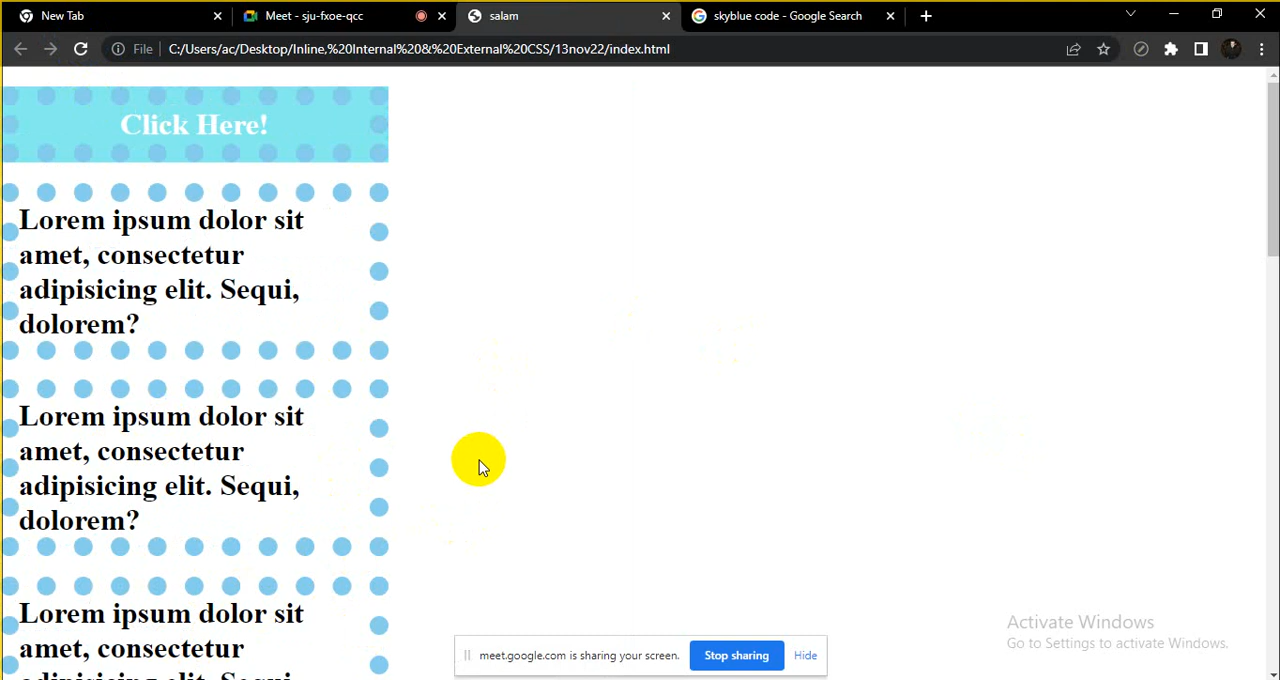 New Tab
Meet - sju-fxoe-qcc
salam
skyblue code - Google Search
File
C:/Users/ac/Desktop/Inline,%20Internal%20&%20External%20CSS/13nov22/index.html
Click Here!
Lorem ipsum dolor sit
amet, consectetur
adipisicing elit. Sequi,
dolorem?
Lorem ipsum dolor sit
amet, consectetur
adipisicing elit. Sequi,
dolorem?
Lorem ipsum dolor sit
amet, consectetur
adipisicing elit. Sequi,
Activate Windows
Go to Settings to activate Windows.
meet.google.com is sharing your screen.
Stop sharing
Hide